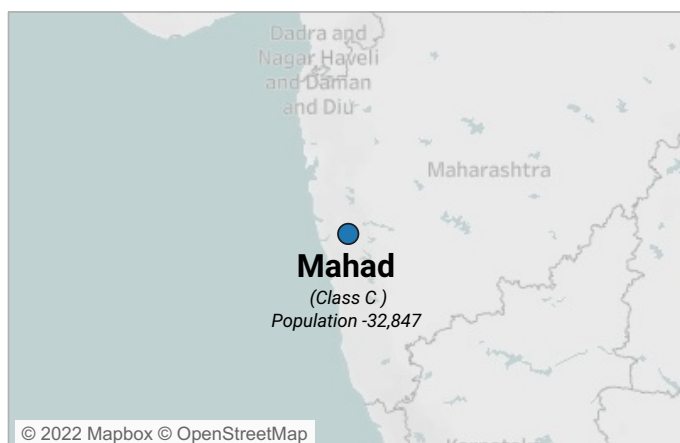 Dadra and
Nagar Haveli
and Daman
and Diu
Maharashtra
Mahad
(Class C )
Population -32,847
© 2022 Mapbox © OpenStreetMap